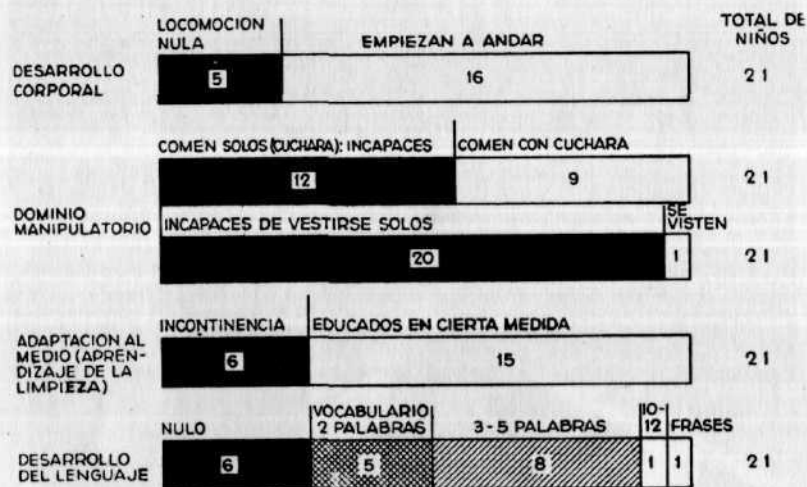 LOCOMOCION
NULA
EMPIEZAN A ANDAR
TOTAL DE
NIÑOS
DESARROLLO
CORPORAL
5
16
21
COMEN SOLOS (CUCHARA): INCAPACES
COMEN CON CUCHARA
12
9
21
DOMINIO
MANIPULATORIO
INCAPACES DE VESTIRSE SOLOS
SE
VISTEN
20
1
21
ADAPTACION AL
MEDIO (APREN-
DIZAJE DE LA
LIMPIEZA)
INCONTINENCIA
EDUCADOS EN CIERTA MEDIDA
6
15
21
NULO
VOCABULARIO
2 PALABRAS
3-5 PALABRAS
10-
12
FRASES
DESARROLLO
DEL LENGUAJE
6
5
8
1
1
21